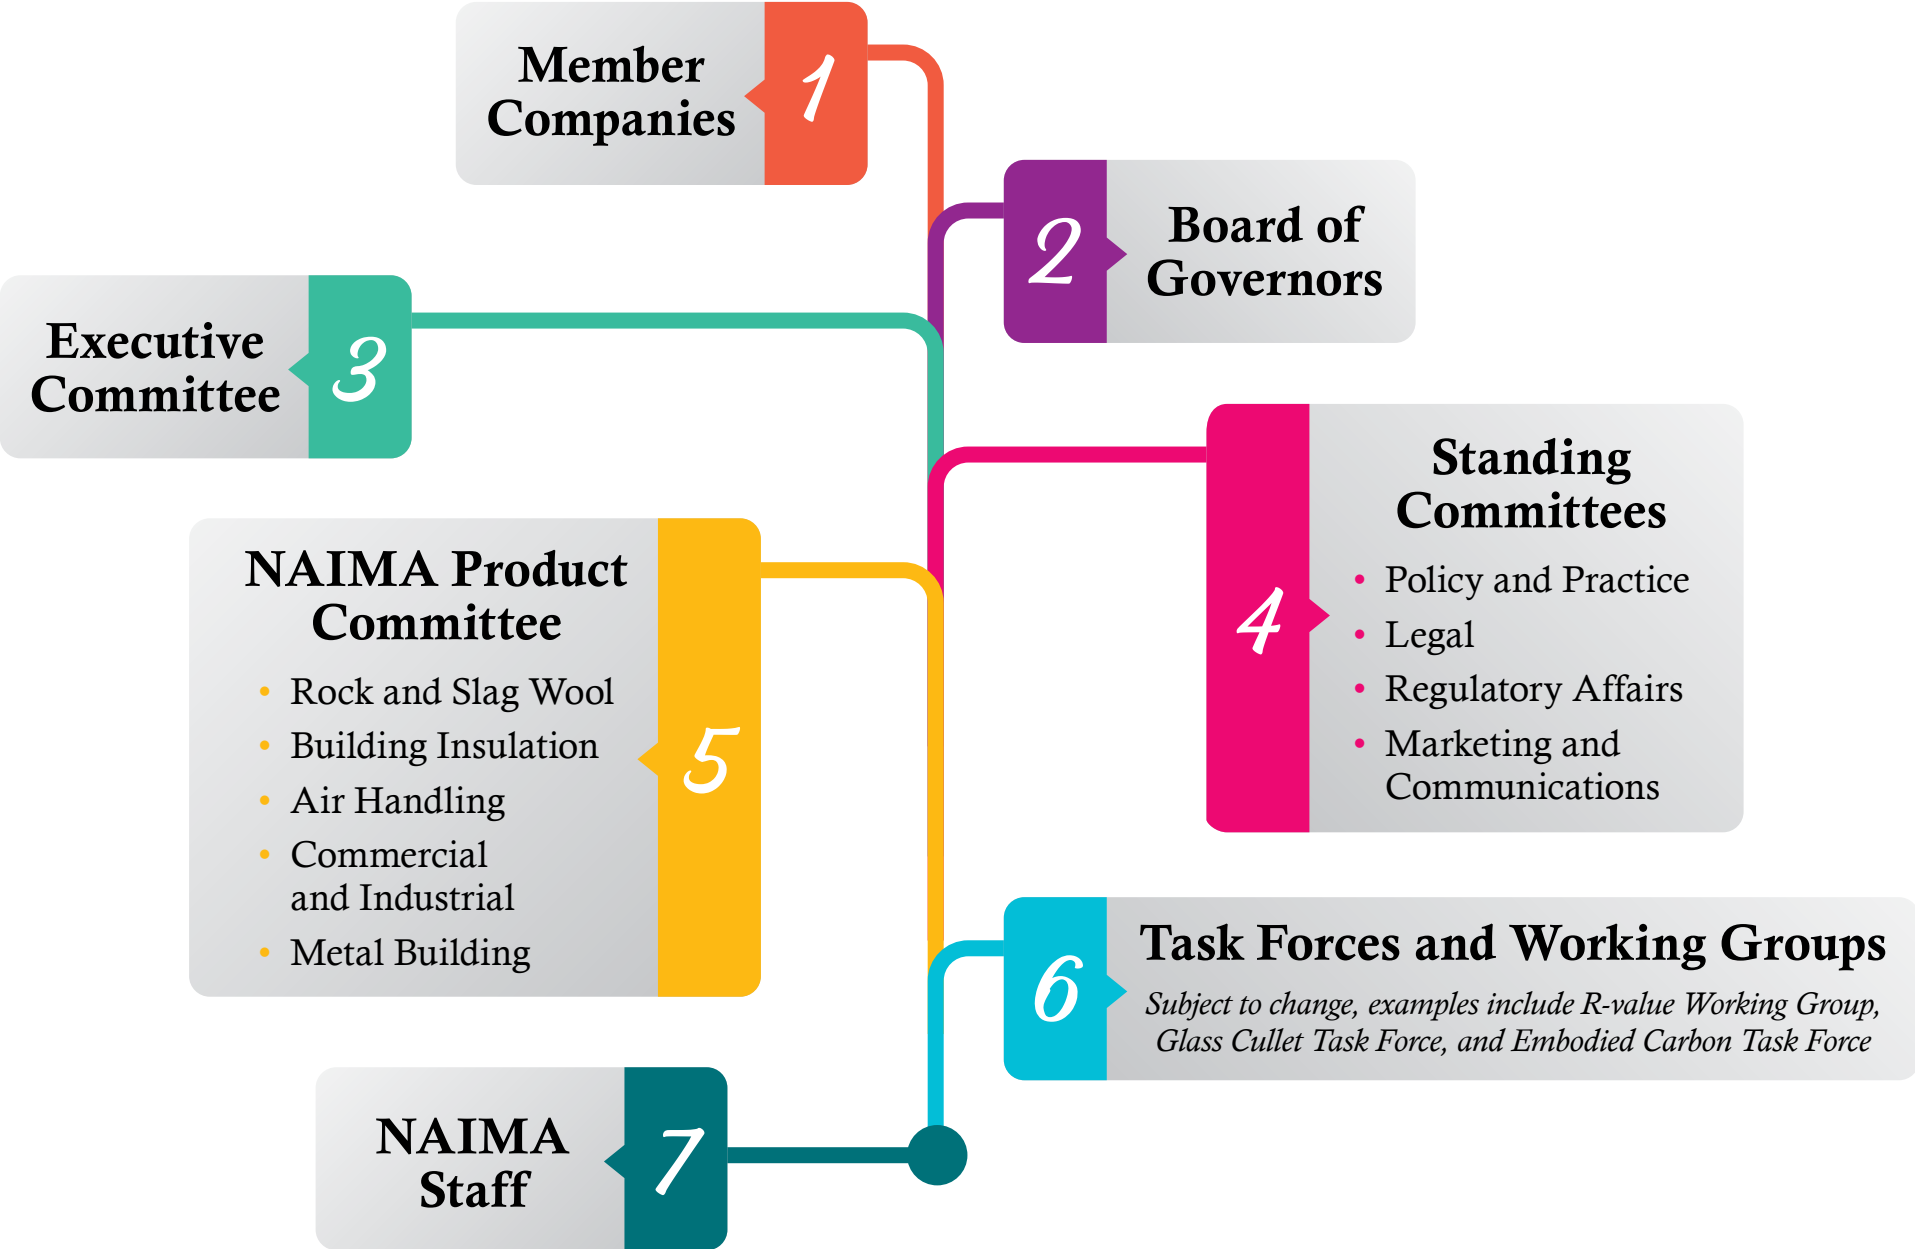 Member
Companies
1
2
Board of
Governors
Executive
Committee
3
4
Standing
Committees
• Policy and Practice
• Legal
• Regulatory Affairs
• Marketing and
Communications
NAIMA Product
Committee
• Rock and Slag Wool
• Building Insulation
• Air Handling
• Commercial
and Industrial
• Metal Building
5
6
Task Forces and Working Groups
Subject to change, examples include R-value Working Group,
Glass Cullet Task Force, and Embodied Carbon Task Force
NAIMA
Staff
7